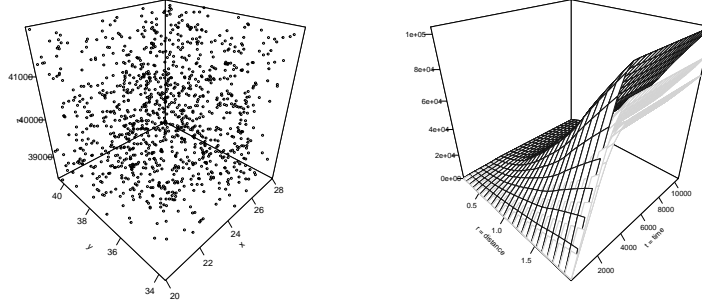 41000
40000
39000
40
38
36
34
y
20
22
24
26
28
x
1e+05
8e+04
6e+04
4e+04
2e+04
0e+00
0.5
1.0
1.5
r = distance
2000
4000
6000
8000
10000
t = time